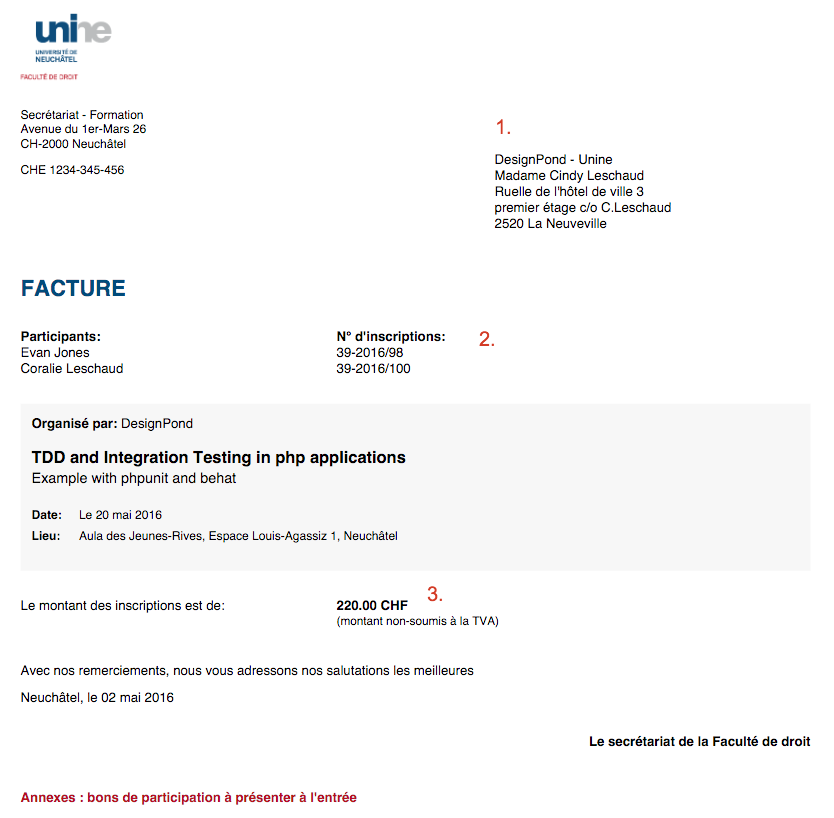 unine
UNIVERSITÉ DE
NEUCHÂTEL
FACULTÉ DE DROIT
Secrétariat - Formation
Avenue du 1er-Mars 26
CH-2000 Neuchâtel
CHE 1234-345-456
1.
DesignPond - Unine
Madame Cindy Leschaud
Ruelle de l'hôtel de ville 3
premier étage c/o C.Leschaud
2520 La Neuveville
FACTURE
Participants: N° d'inscriptions: 2.
Evan Jones 39-2016/98
Coralie Leschaud 39-2016/100
Organisé par: DesignPond
TDD and Integration Testing in php applications
Example with phpunit and behat
Date: Le 20 mai 2016
Lieu: Aula des Jeunes-Rives, Espace Louis-Agassiz 1, Neuchâtel
3.
Le montant des inscriptions est de: 220.00 CHF
(montant non-soumis à la TVA)
Avec nos remerciements, nous vous adressons nos salutations les meilleures
Neuchâtel, le 02 mai 2016
Le secrétariat de la Faculté de droit
Annexes : bons de participation à présenter à l'entrée